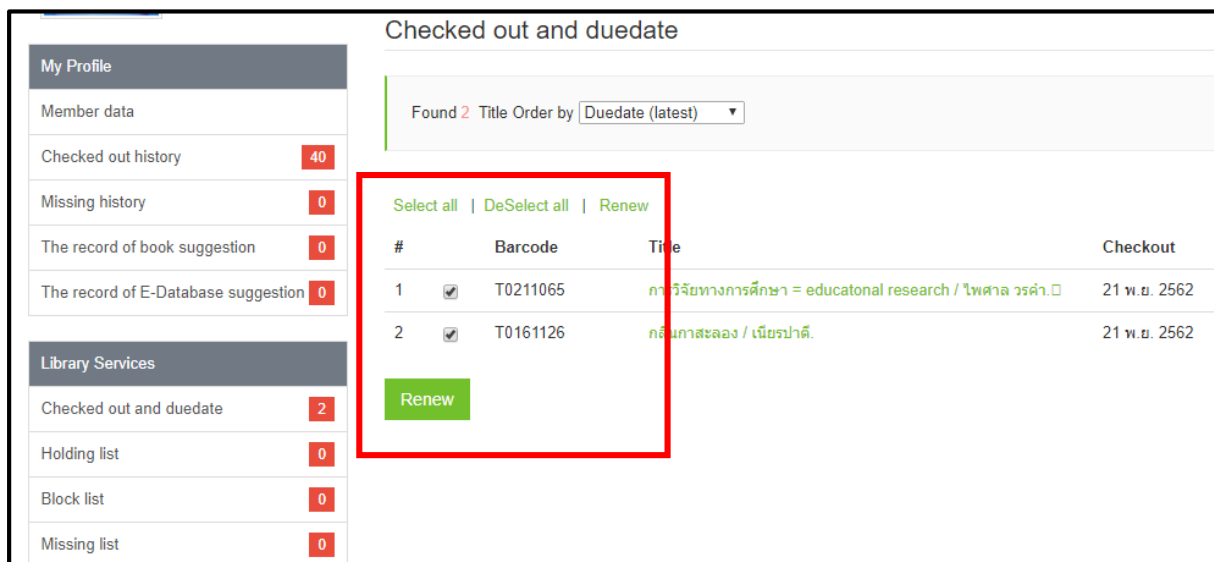 Checked out and duedate
My Profile
Member data
Checked out history 40
Missing history 0
The record of book suggestion 0
The record of E-Database suggestion 0
Library Services
Checked out and duedate 2
Holding list 0
Block list 0
Missing list 0
Found 2 Title Order by Duedate (latest)
Select all | DeSelect all | Renew
# Barcode Title Checkout
1 T0211065 การวิจัยทางการศึกษา = educatonal research / ไพศาล วรคำ. 21 พ.ย. 2562
2 T0161126 กลิ่นกาสะลอง / เนียรปาตี. 21 พ.ย. 2562
Renew